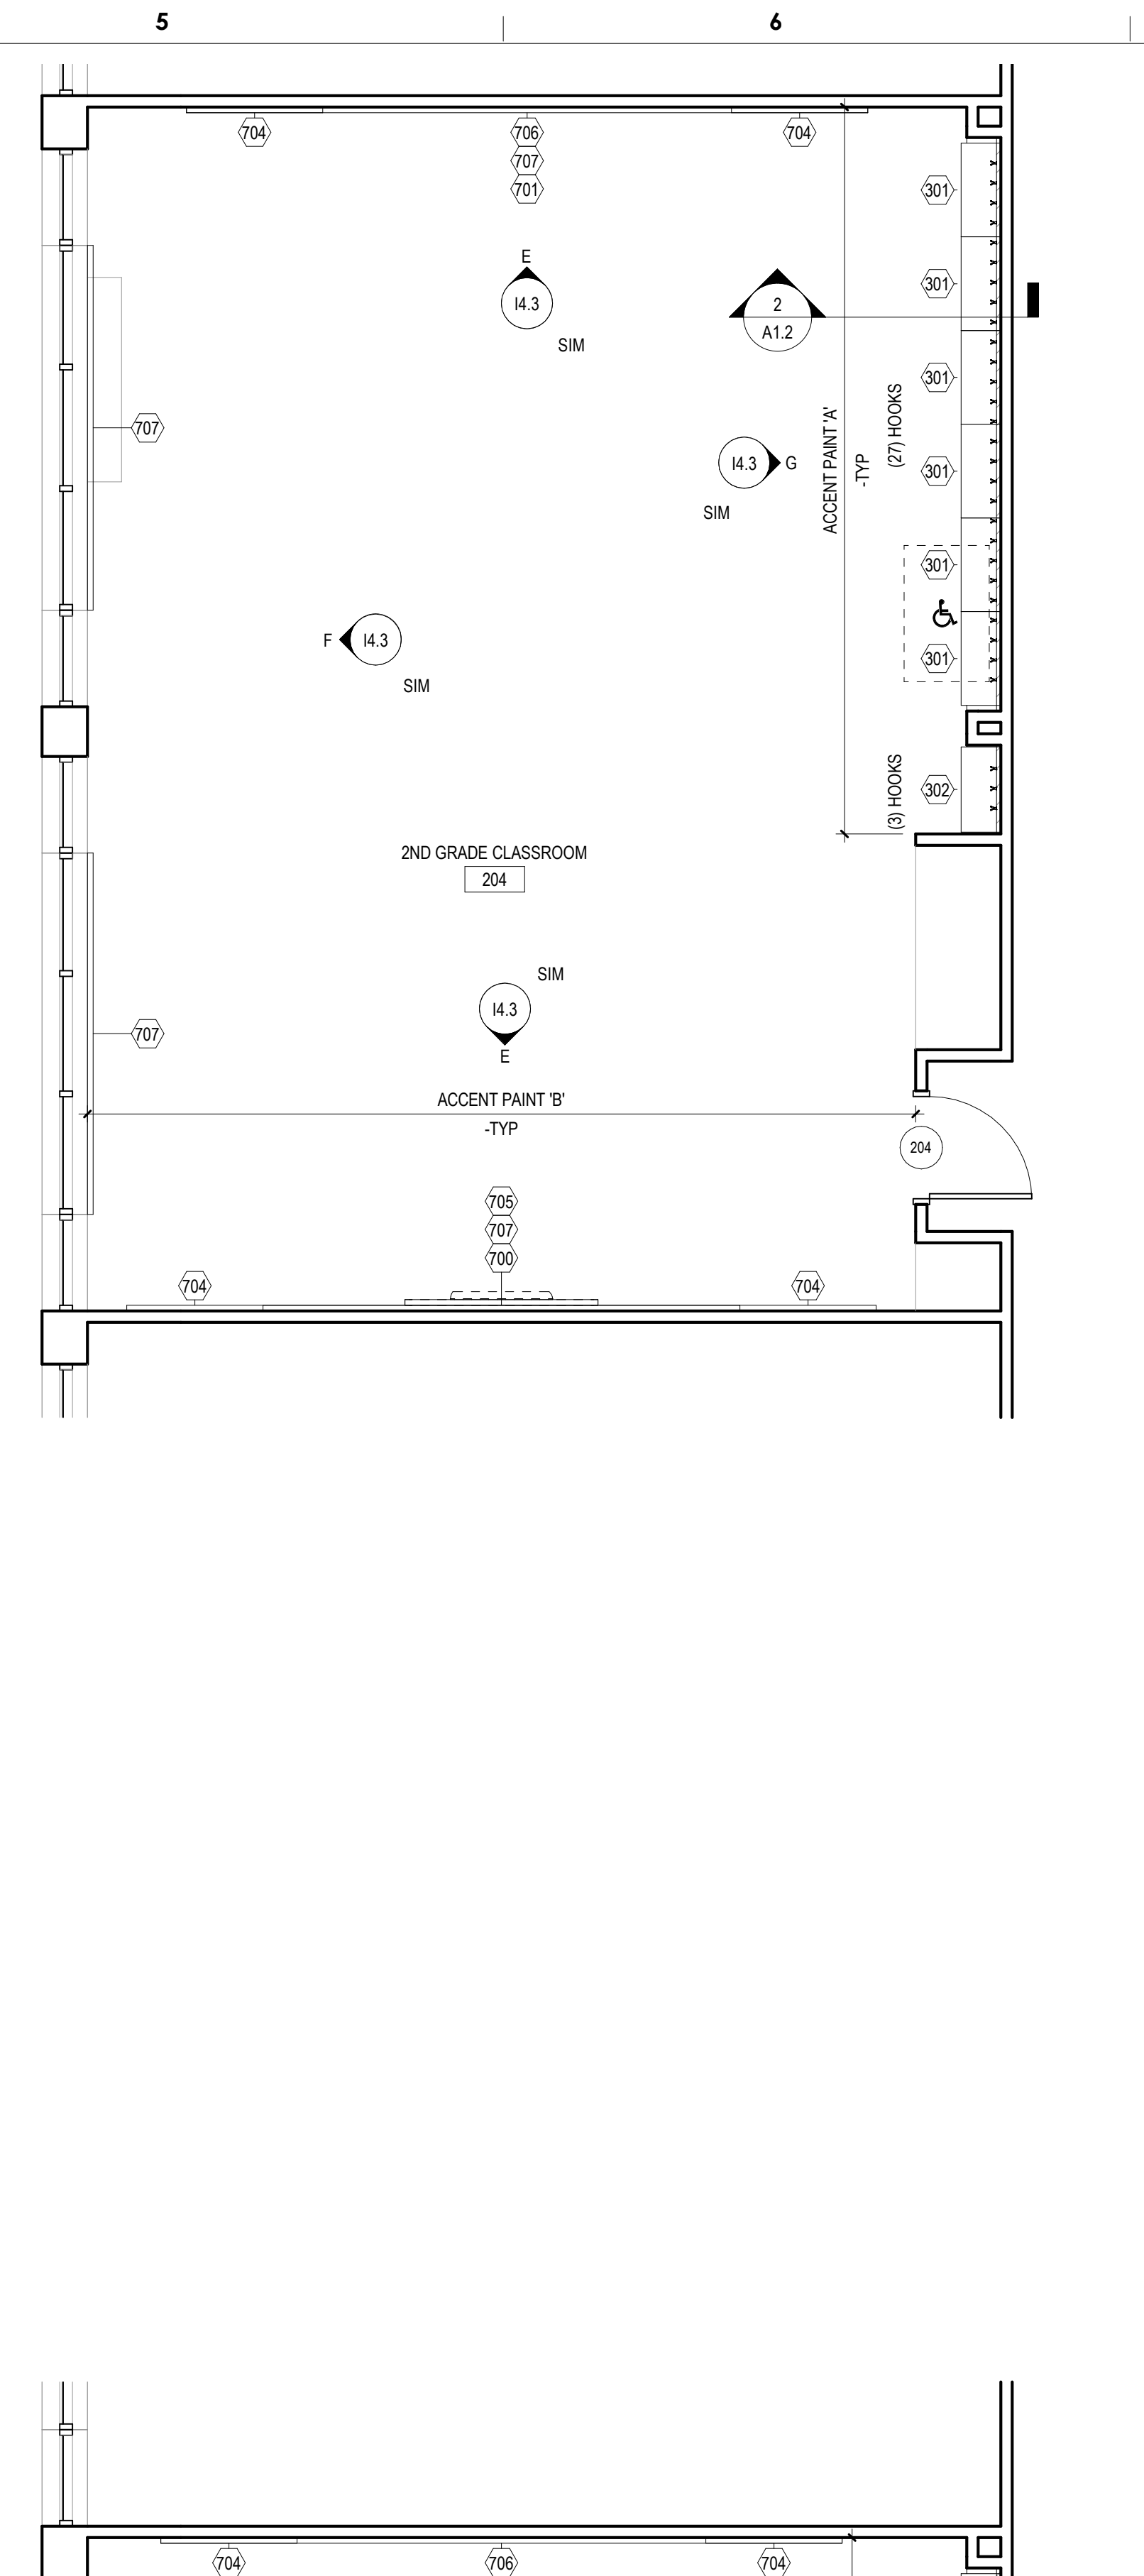 5
6
704
706
704
707
701
301
E
I4.3
SIM
301
2
A1.2
301
(27) HOOKS
ACCENT PAINT 'A'
-TYP
707
I4.3
G
SIM
301
301
F
I4.3
SIM
301
(3) HOOKS
302
2ND GRADE CLASSROOM
204
SIM
I4.3
E
707
ACCENT PAINT 'B'
-TYP
204
705
707
700
704
704
704
706
704